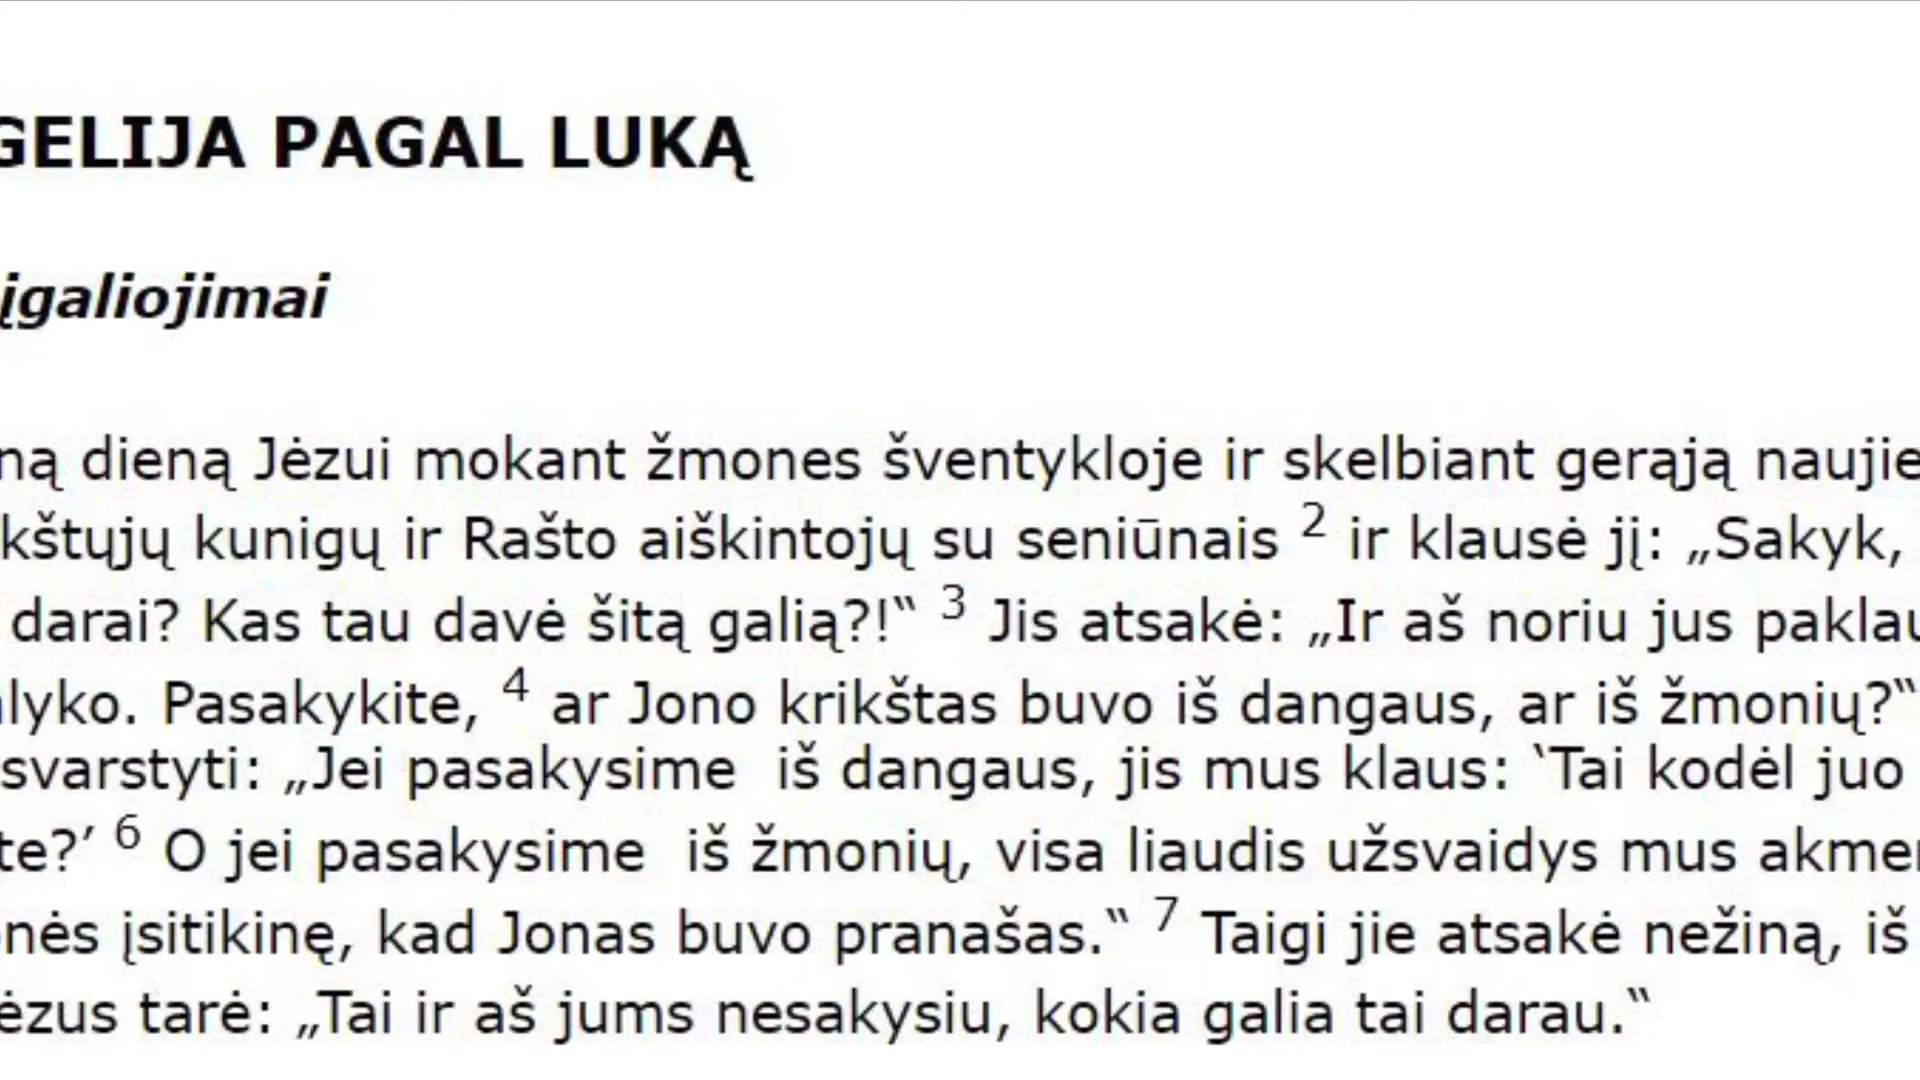 GELIJA PAGAL LUKĄ
įgaliojimai
ną dieną Jėzui mokant žmones šventykloje ir skelbiant gerąją naujie
kštųjų kunigų ir Rašto aiškintojų su seniūnais 2 ir klausė jį: „Sakyk,
darai? Kas tau davė šitą galią?!‟ 3 Jis atsakė: „Ir aš noriu jus paklau
lyko. Pasakykite, 4 ar Jono krikštas buvo iš dangaus, ar iš žmonių?‟
svarstyti: „Jei pasakysime  iš dangaus, jis mus klaus: ‛Tai kodėl juo
te?’ 6 O jei pasakysime  iš žmonių, visa liaudis užsvaidys mus akme
nės įsitikinę, kad Jonas buvo pranašas.‟ 7 Taigi jie atsakė nežiną, iš
ėzus tarė: „Tai ir aš jums nesakysiu, kokia galia tai darau.‟